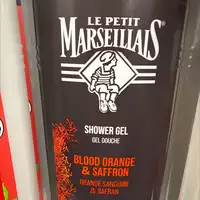 LE PETIT
MARSEILLAIS
SHOWER GEL
GEL DOUCHE
BLOOD ORANGE
& SAFFRON
ORANGE SANGUINE
& SAFRAN